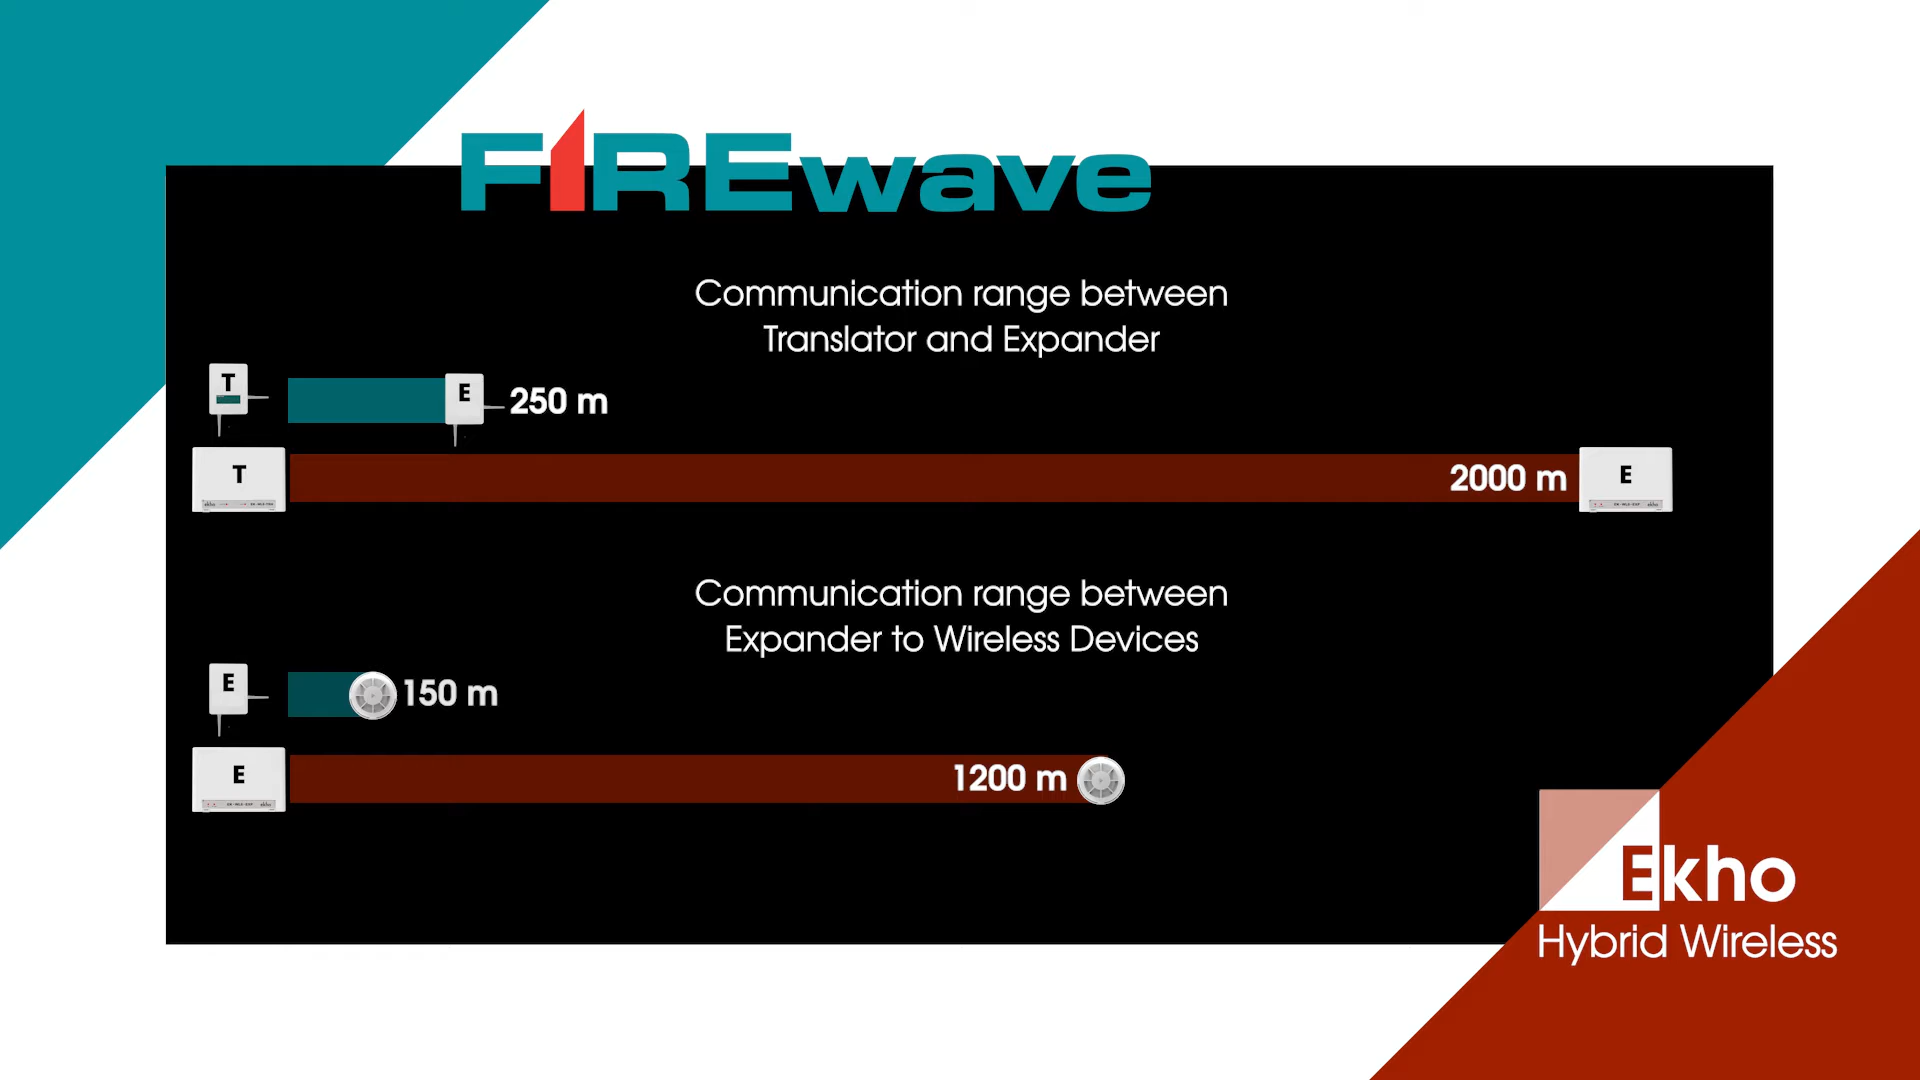 FIREwave
Communication range between
Translator and Expander
T
E
250 m
T
2000 m
E
Communication range between
Expander to Wireless Devices
E
150 m
E
1200 m
Ekho
Hybrid Wireless